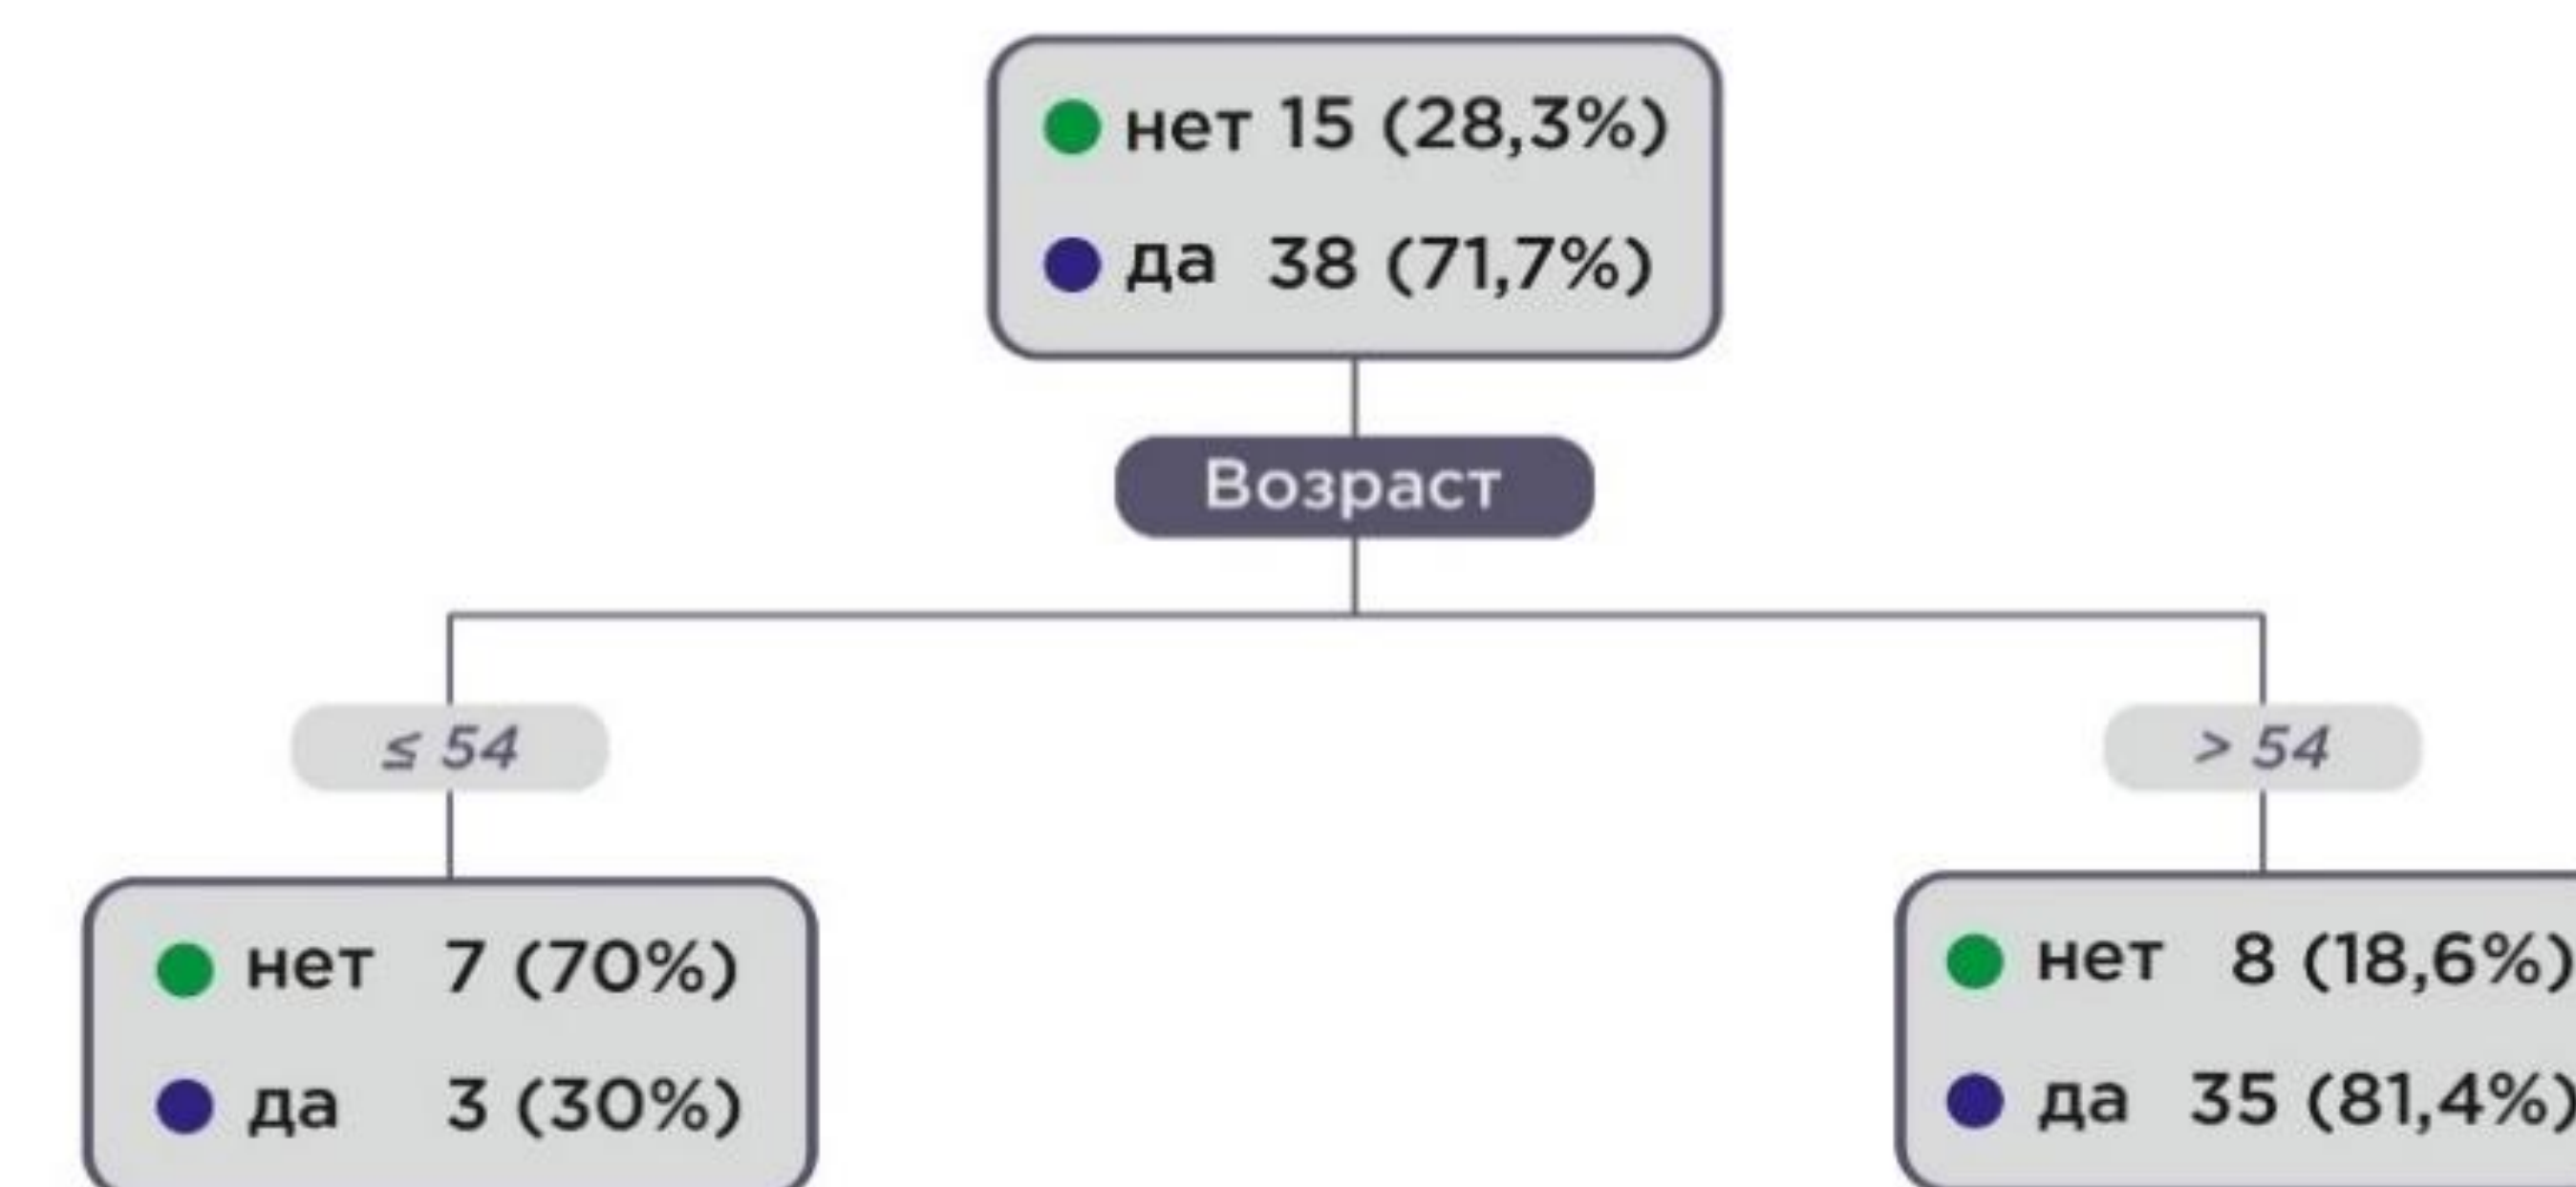 нет 15 (28,3%)
да 38 (71,7%)
Возраст
≤ 54
> 54
нет 7 (70%)
да 3 (30%)
нет 8 (18,6%)
да 35 (81,4%)